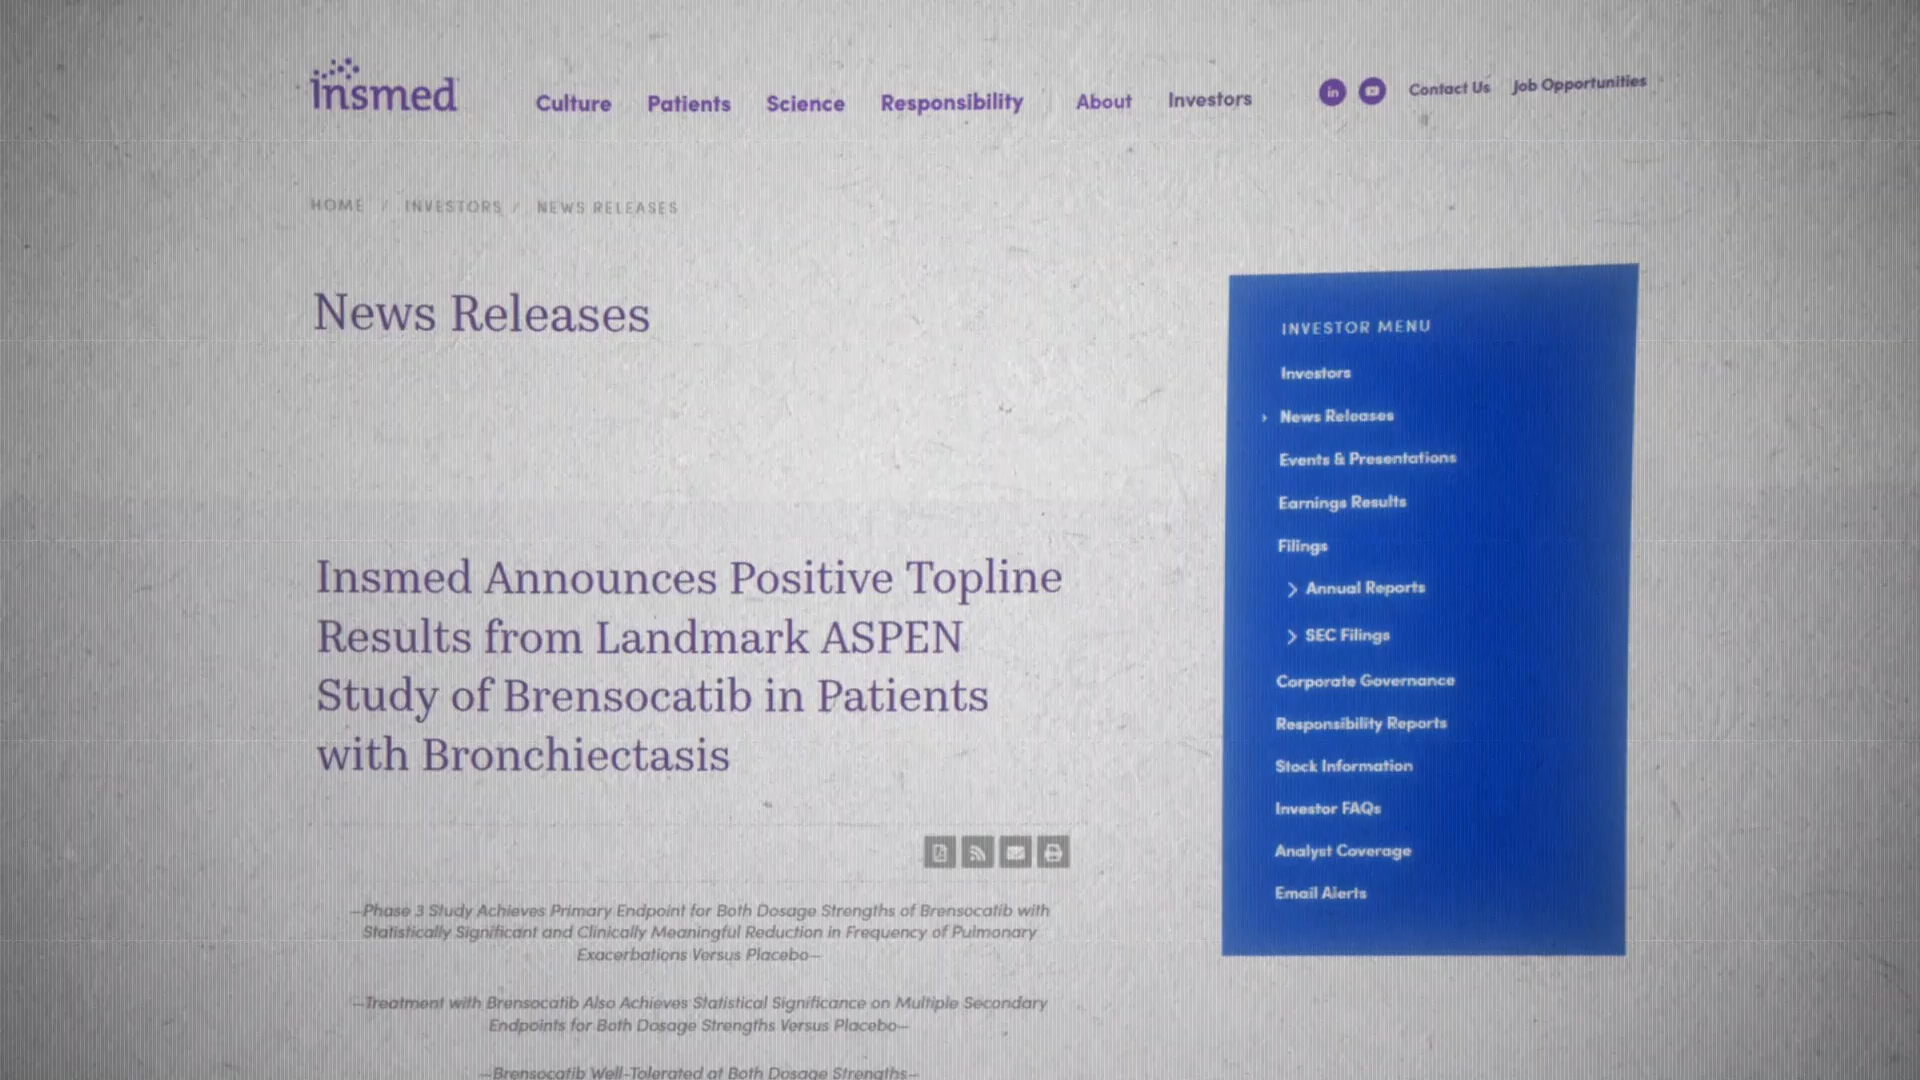 insmed
Culture Patients Science Responsibility About Investors
in Contact Us Job Opportunities
HOME / INVESTORS / NEWS RELEASES
News Releases
Insmed Announces Positive Topline
Results from Landmark ASPEN
Study of Brensocatib in Patients
with Bronchiectasis
—Phase 3 Study Achieves Primary Endpoint for Both Dosage Strengths of Brensocatib with
Statistically Significant and Clinically Meaningful Reduction in Frequency of Pulmonary
Exacerbations Versus Placebo—
—Treatment with Brensocatib Also Achieves Statistical Significance on Multiple Secondary
Endpoints for Both Dosage Strengths Versus Placebo—
—Brensocatib Well-Tolerated at Both Dosage Strengths—
INVESTOR MENU
Investors
› News Releases
Events & Presentations
Earnings Results
Filings
Annual Reports
SEC Filings
Corporate Governance
Responsibility Reports
Stock Information
Investor FAQs
Analyst Coverage
Email Alerts